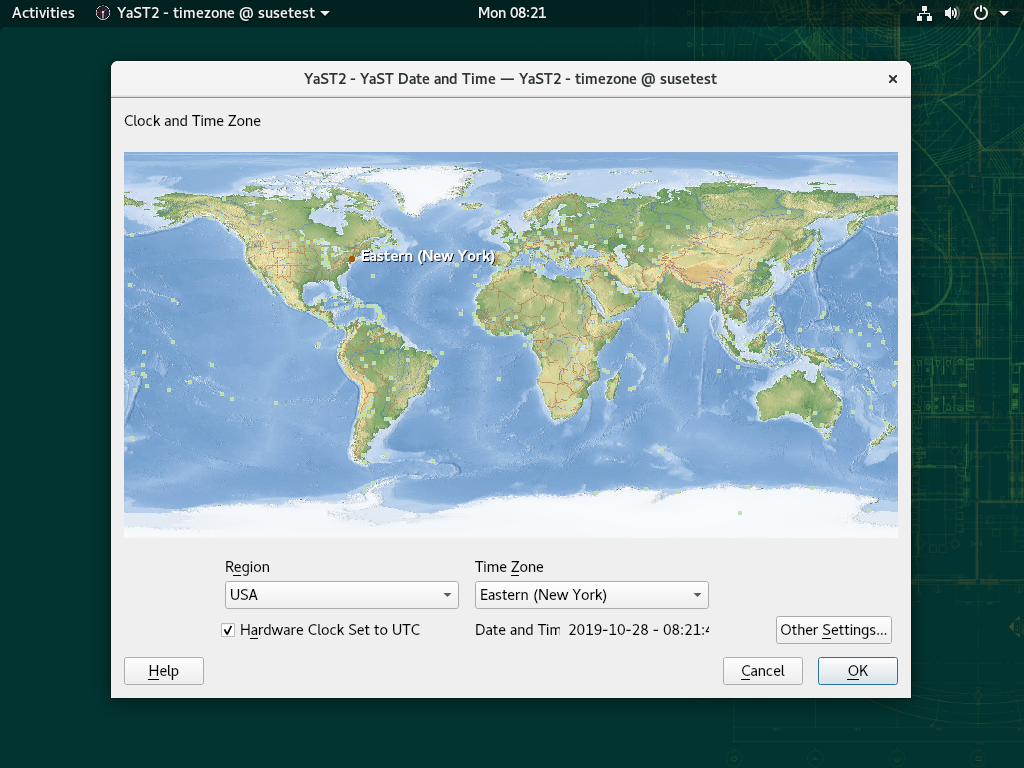 Activities YaST2 - timezone @ susetest Mon 08:21
YaST2 - YaST Date and Time — YaST2 - timezone @ susetest
Clock and Time Zone
Eastern (New York)
Region Time Zone
USA Eastern (New York)
Hardware Clock Set to UTC Date and Tim 2019-10-28 - 08:21:4 Other Settings...
Help Cancel OK